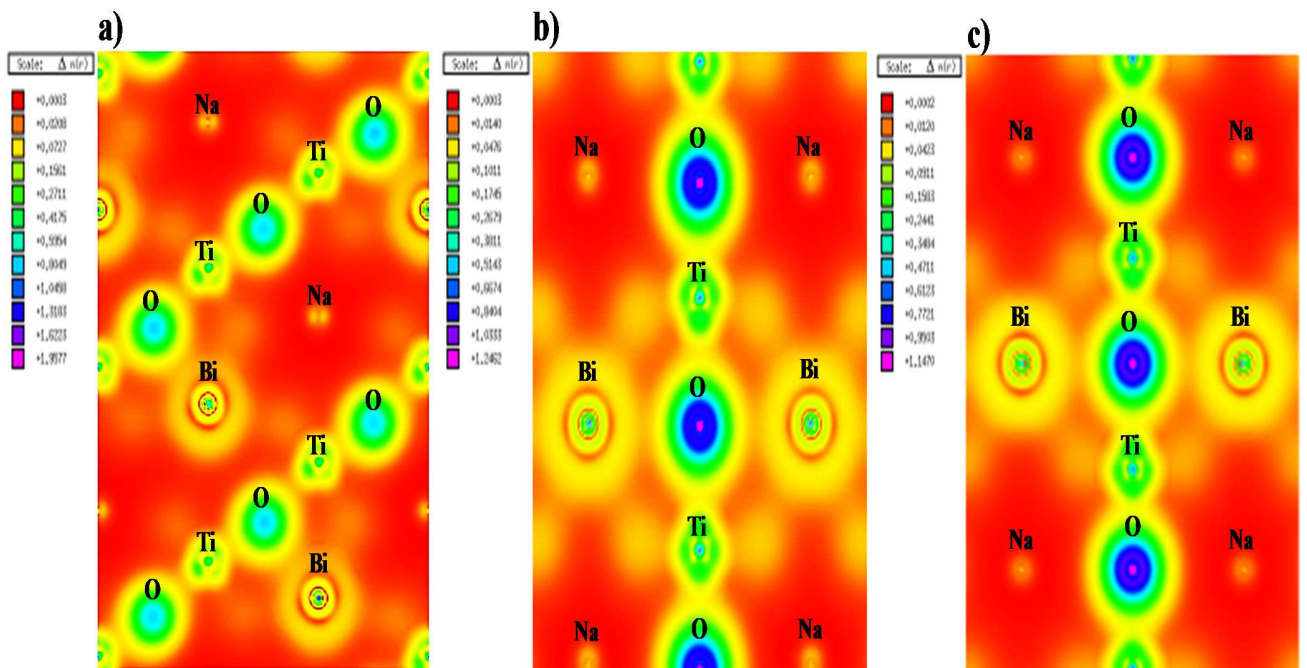 a)
Scale: Δ n(r)
+0,0003
+0,0208
+0,0727
+0,1561
+0,2711
+0,4175
+0,5954
+0,8049
+1,0458
+1,3183
+1,6223
+1,9577
Na
O
Ti
O
Ti
Na
O
Bi
O
Ti
O
Ti
Bi
O
b)
Scale: Δ n(r)
+0,0003
+0,0140
+0,0476
+0,1011
+0,1745
+0,2679
+0,3811
+0,5143
+0,6674
+0,8404
+1,0333
+1,2462
O
Na Na
Ti
Bi Bi
O
Ti
Na Na
O
c)
Scale: Δ n(r)
+0,0002
+0,0120
+0,0423
+0,0911
+0,1583
+0,2441
+0,3484
+0,4711
+0,6123
+0,7721
+0,9503
+1,1470
O
Na Na
Ti
Bi O Bi
Ti
O
Na Na